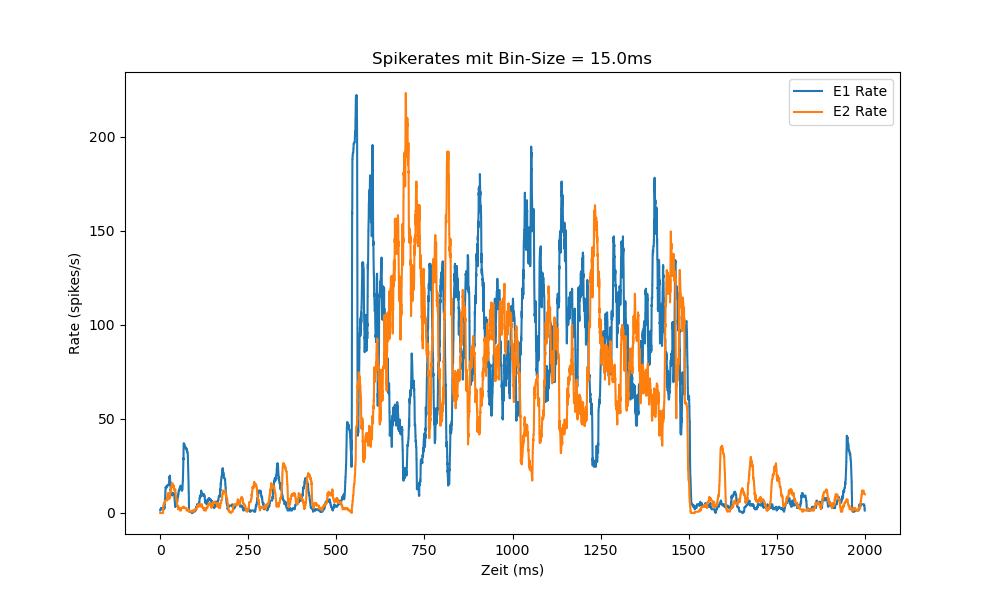 Spikerates mit Bin-Size = 15.0ms
E1 Rate
E2 Rate
Rate (spikes/s)
200
150
100
50
0
0 250 500 750 1000 1250 1500 1750 2000
Zeit (ms)